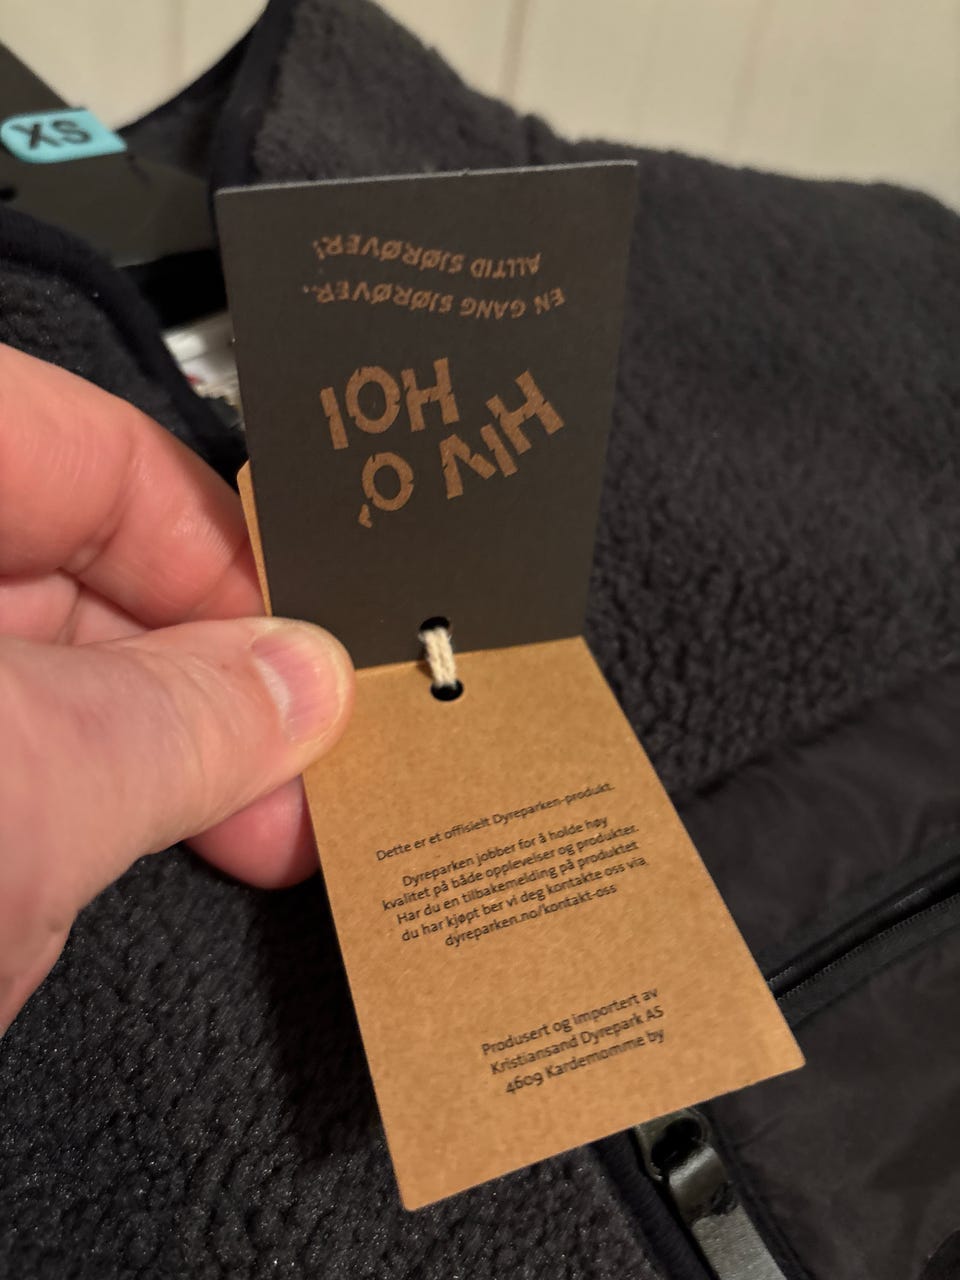 XS
HIV
O'
HOI
EN GANG SJØRØVER..
ALLTID SJØRØVER!
Dette er et offisielt Dyreparken-produkt.
Dyreparken jobber for å holde høy
kvalitet på både opplevelser og produkter.
Har du en tilbakemelding på produktet
du har kjøpt ber vi deg kontakte oss via
dyreparken.no/kontakt-oss
Produsert og importert av
Kristiansand Dyrepark AS
4609 Kardemomme by